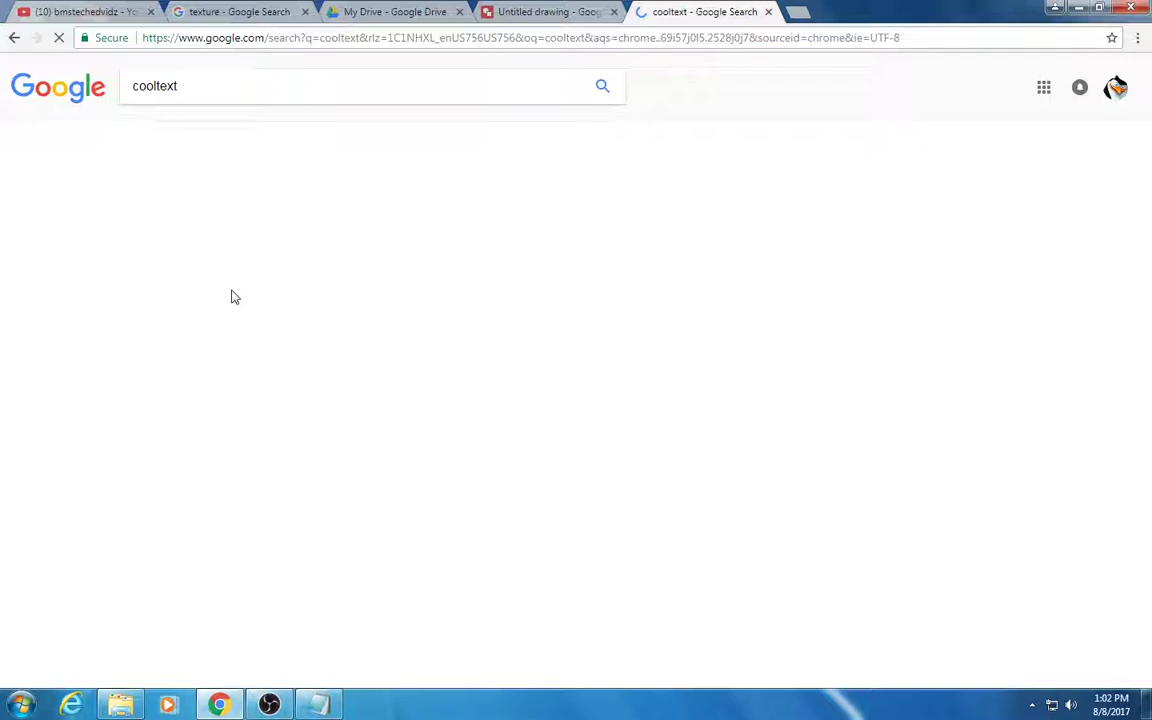 (10) bmstechedvidz - Yo
texture - Google Search
My Drive - Google Drive
Untitled drawing - Goog
cooltext - Google Search
Secure
https://www.google.com/search?q=cooltext&rlz=1C1NHXL_enUS756US756&oq=cooltext&aqs=chrome..69i57j0l5.2528j0j7&sourceid=chrome&ie=UTF-8
Google
cooltext
1:02 PM
8/8/2017